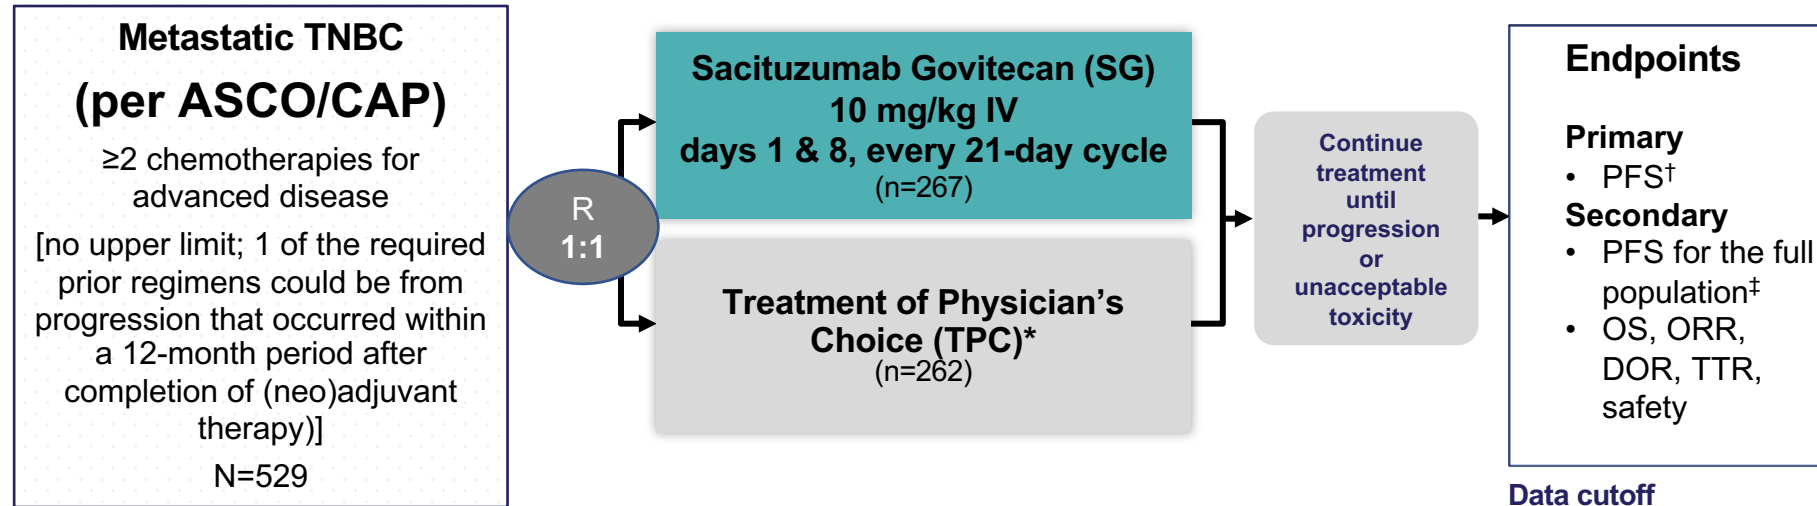 Metastatic TNBC
(per ASCO/CAP)
≥2 chemotherapies for
advanced disease
[no upper limit; 1 of the required
prior regimens could be from
progression that occurred within
a 12-month period after
completion of (neo)adjuvant
therapy)]
N=529
R
1:1
Sacituzumab Govitecan (SG)
10 mg/kg IV
days 1 & 8, every 21-day cycle
(n=267)
Treatment of Physician's
Choice (TPC)*
(n=262)
Continue
treatment
until
progression
or
unacceptable
toxicity
Endpoints
Primary
• PFS†
Secondary
• PFS for the full
population‡
• OS, ORR,
DOR, TTR,
safety
Data cutoff